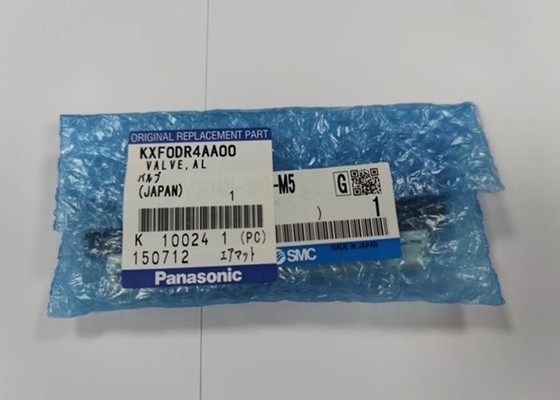 ORIGINAL REPLACEMENT PART
KXF0DR4AA00
VALVE,AL
バルブ
(JAPAN) 1
K 10024 1 (PC)
150712 エアマット
Panasonic
-M5
G
) 1
SMC
MADE IN JAPAN